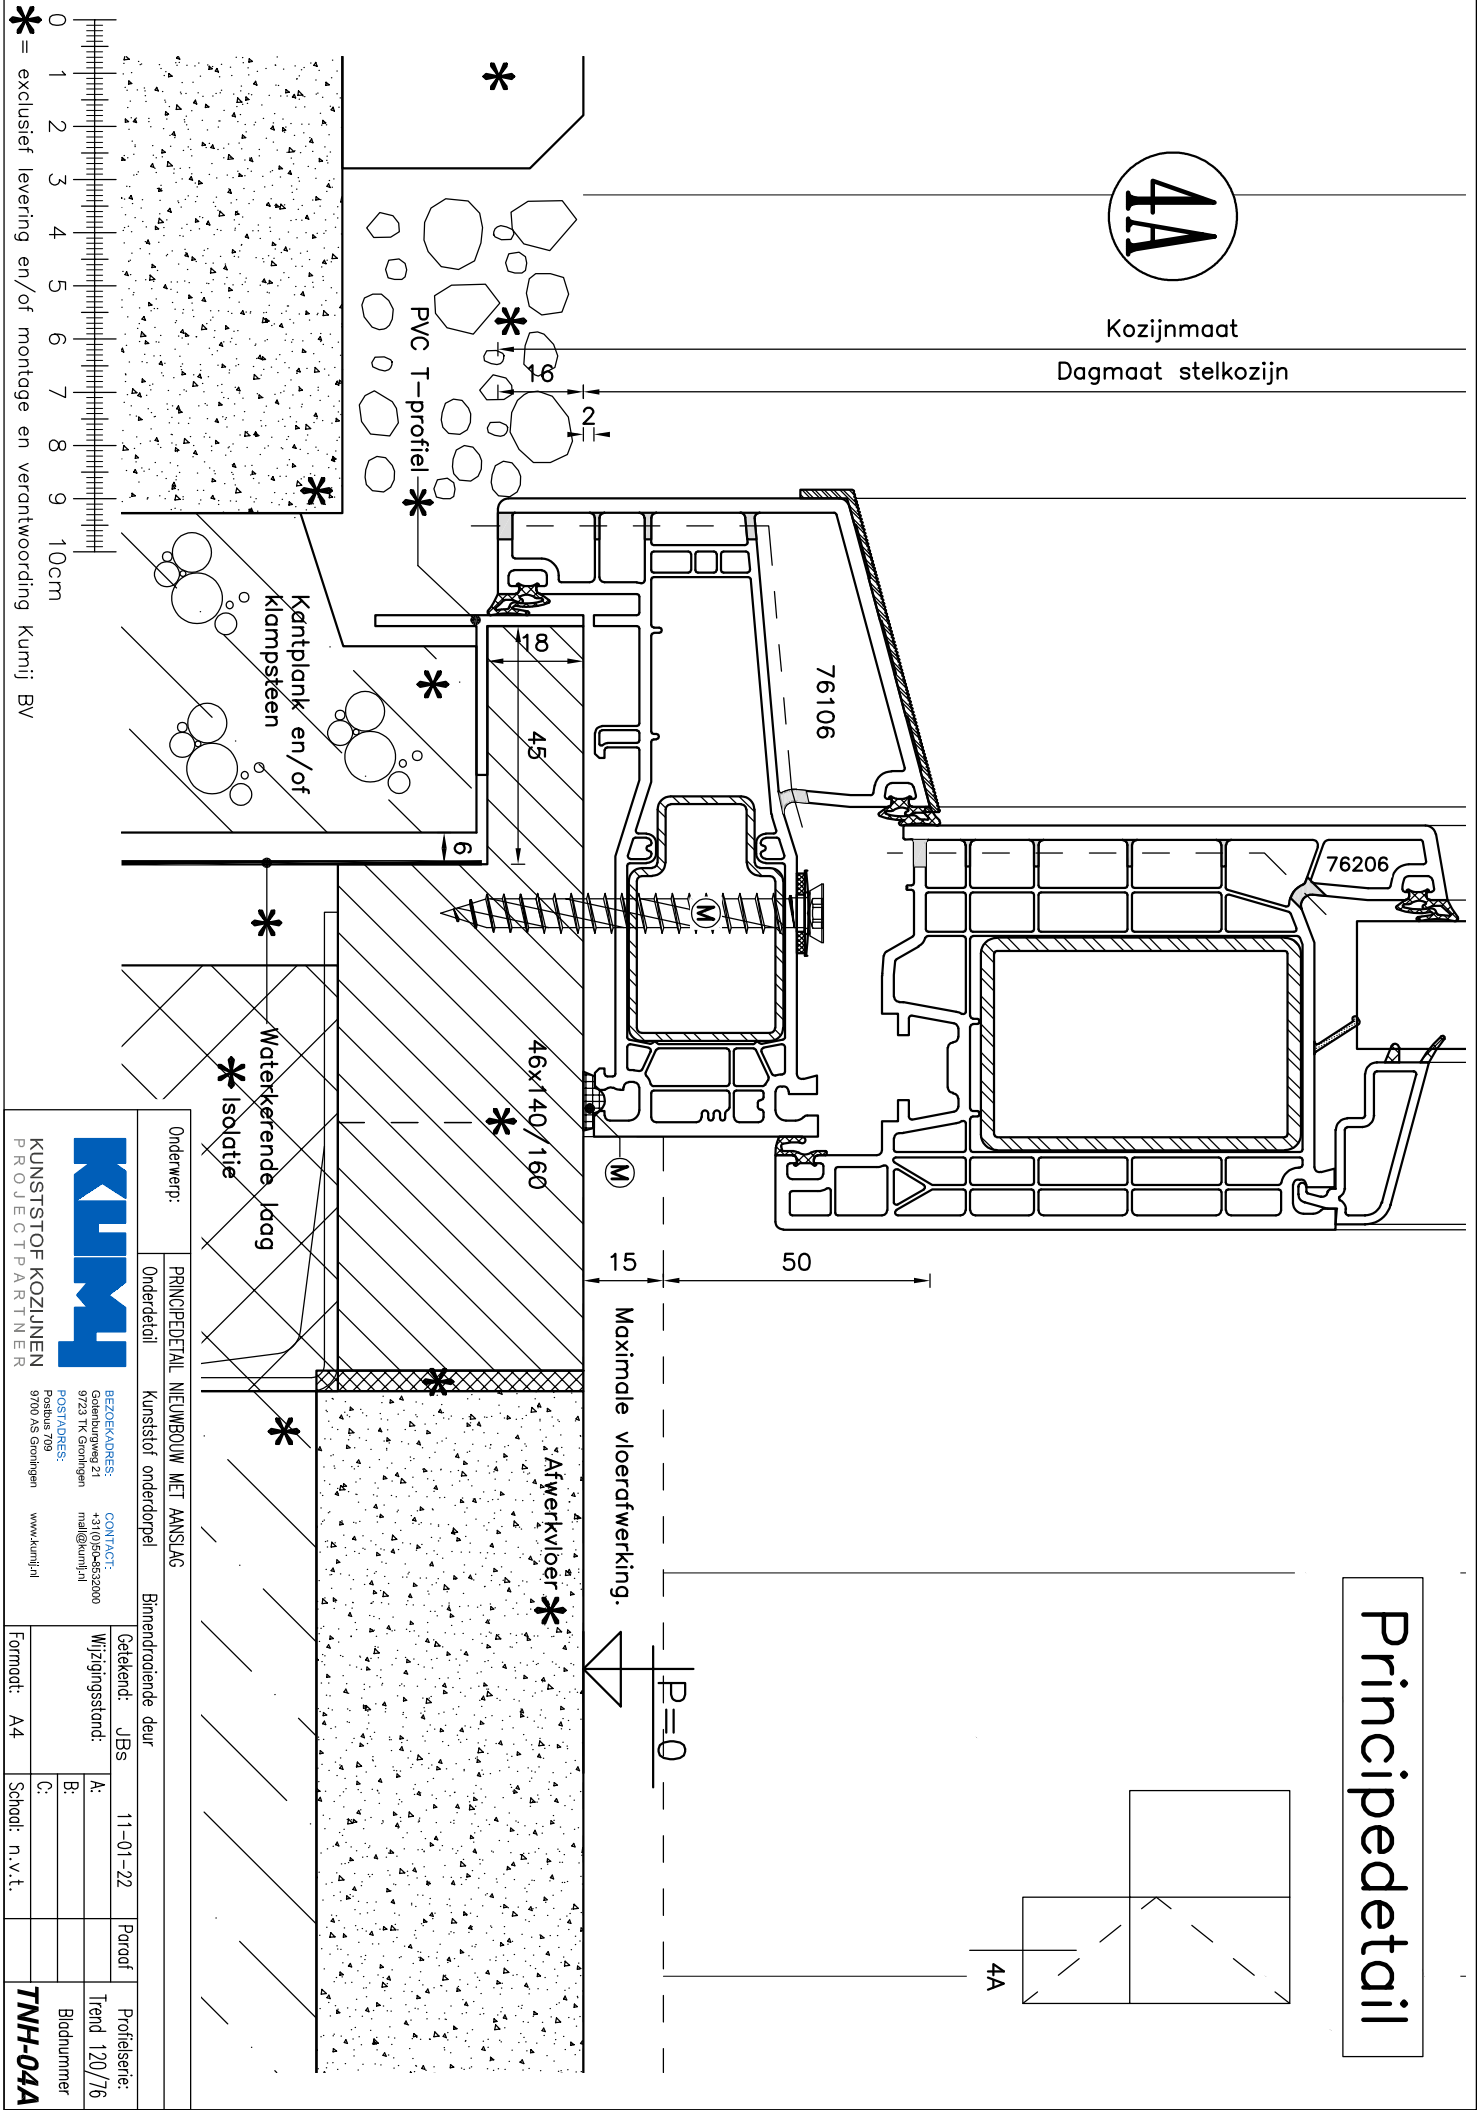 Principedetail
4A
Kozijnmaat
Dagmaat stelkozijn
4A
76206
76106
50
15
Maximale vloerafwerking.
P=0
Afwerkvloer *
16
2
18
45
6
PVC T-profiel
46x140/160
M
M
Kantplank en/of
klampsteen
Waterkerende laag
* Isolatie
0 1 2 3 4 5 6 7 8 9 10cm
* = exclusief levering en/of montage en verantwoording Kumij BV
Onderwerp:
PRINCIPEDETAIL NIEUWBOUW MET AANSLAG
Onderdetail Kunststof onderdorpel Binnendraaiende deur
KUMIJ
KUNSTSTOF KOZIJNEN
PROJECTPARTNER
BEZOEKADRES:
Gotenburgweg 21
9723 TK Groningen
POSTADRES:
Postbus 709
9700 AS Groningen
CONTACT:
+31(0)50-8532000
mail@kumij.nl
www.kumij.nl
Getekend: JBs 11-01-22 Paraaf
Wijzigingsstand: A:
B:
C:
Formaat: A4 Schaal: n.v.t.
Profielserie:
Trend 120/76
Bladnummer
TNH-04A